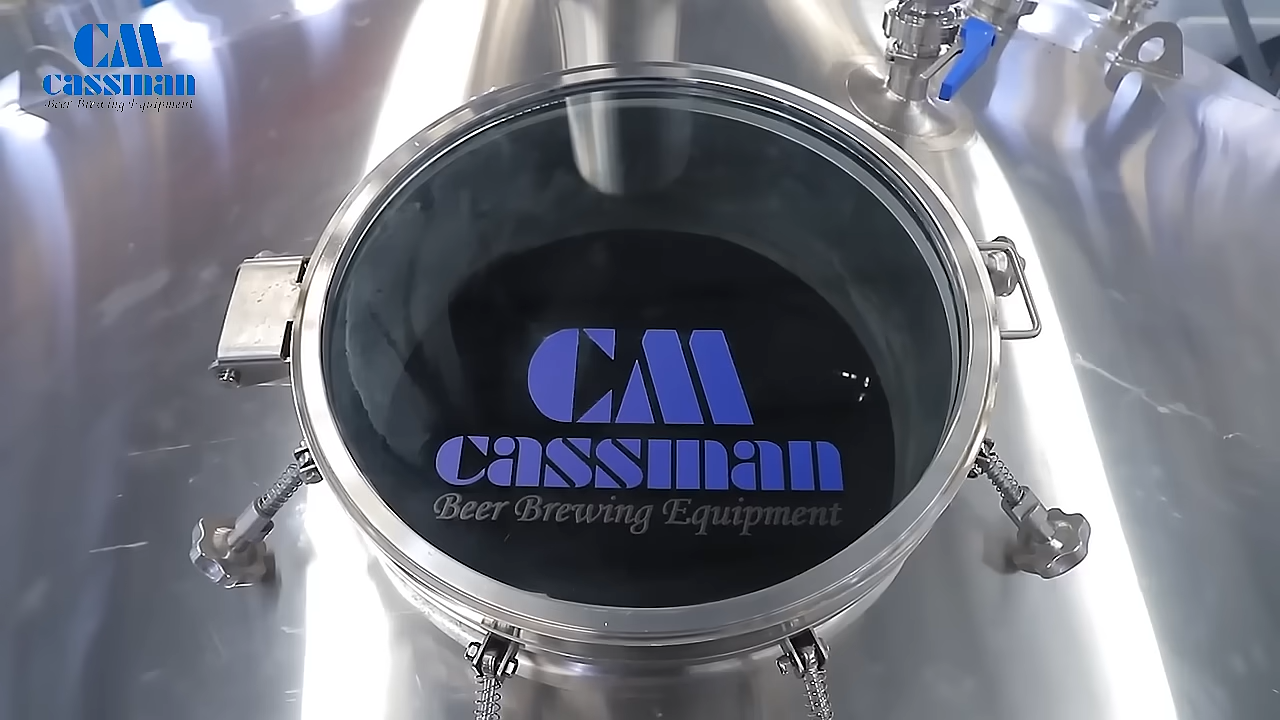 CM
cassman
Beer Brewing Equipment
CM
cassman
Beer Brewing Equipment